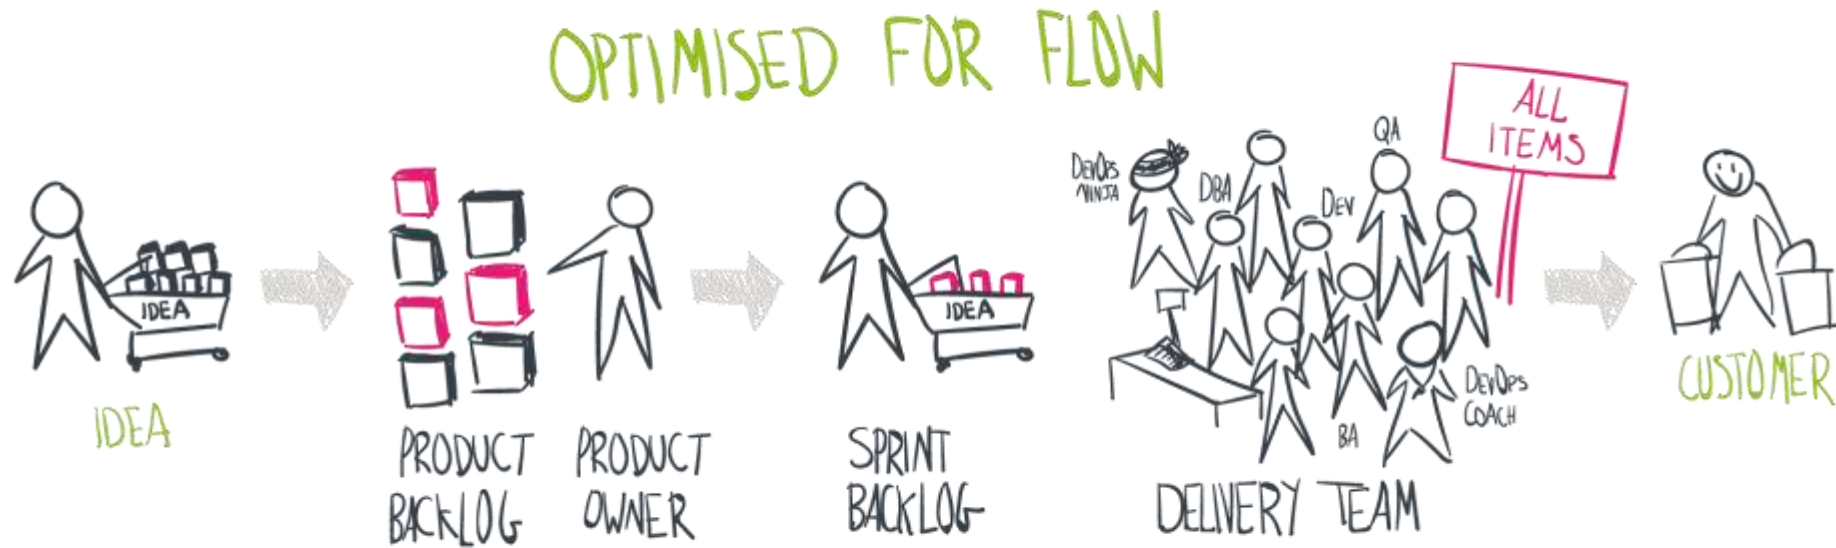 OPTIMISED FOR FLOW
ALL
ITEMS
QA
DEVOPS
NINJA
DBA
DEV
IDEA
IDEA
DEVOPS
COACH
BA
IDEA
PRODUCT
BACKLOG
PRODUCT
OWNER
SPRINT
BACKLOG
DELIVERY TEAM
CUSTOMER